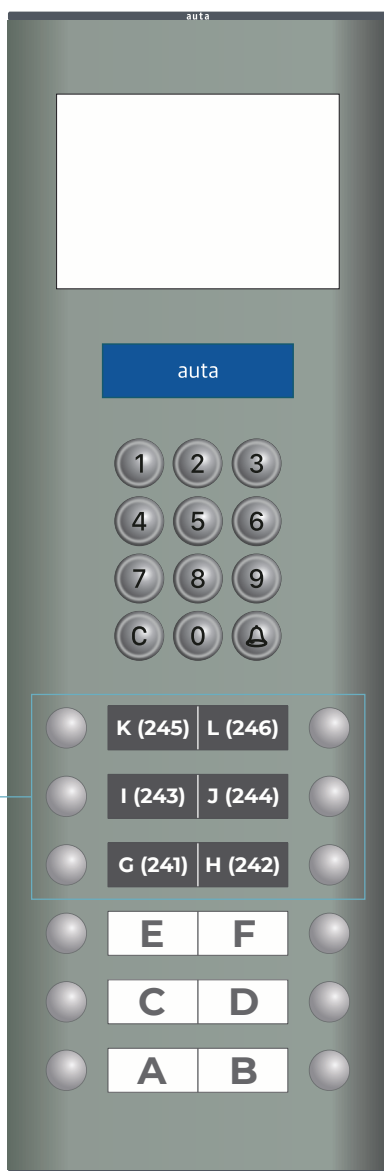 auta
auta
1 2 3
4 5 6
7 8 9
C 0
K (245) L (246)
I (243) J (244)
G (241) H (242)
E F
C D
A B